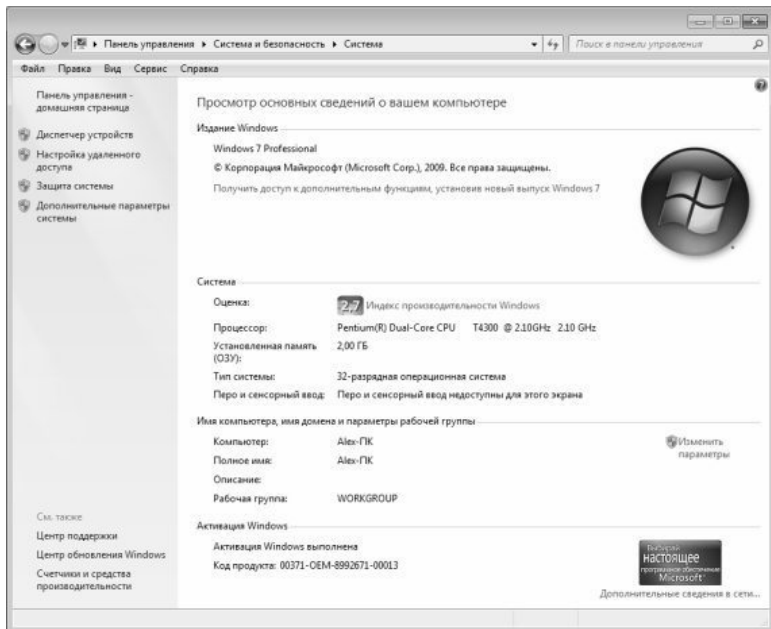 Панель управления ▸ Система и безопасность ▸ Система
Поиск в панели управления
Файл Правка Вид Сервис Справка
Панель управления -
домашняя страница
Диспетчер устройств
Настройка удаленного
доступа
Защита системы
Дополнительные параметры
системы
Просмотр основных сведений о вашем компьютере
Издание Windows
Windows 7 Professional
© Корпорация Майкрософт (Microsoft Corp.), 2009. Все права защищены.
Получить доступ к дополнительным функциям, установив новый выпуск Windows 7
Система
Оценка: 2,7 Индекс производительности Windows
Процессор: Pentium(R) Dual-Core CPU T4300 @ 2.10GHz 2.10 GHz
Установленная память
(ОЗУ): 2,00 ГБ
Тип системы: 32-разрядная операционная система
Перо и сенсорный ввод: Перо и сенсорный ввод недоступны для этого экрана
Имя компьютера, имя домена и параметры рабочей группы
Компьютер: Alex-ПК
Изменить
параметры
Полное имя: Alex-ПК
Описание:
Рабочая группа: WORKGROUP
Активация Windows
Активация Windows выполнена
Код продукта: 00371-OEM-8992671-00013
Выбирай
настоящее
программное обеспечение
Microsoft
Дополнительные сведения в сети...
См. также
Центр поддержки
Центр обновления Windows
Счетчики и средства
производительности